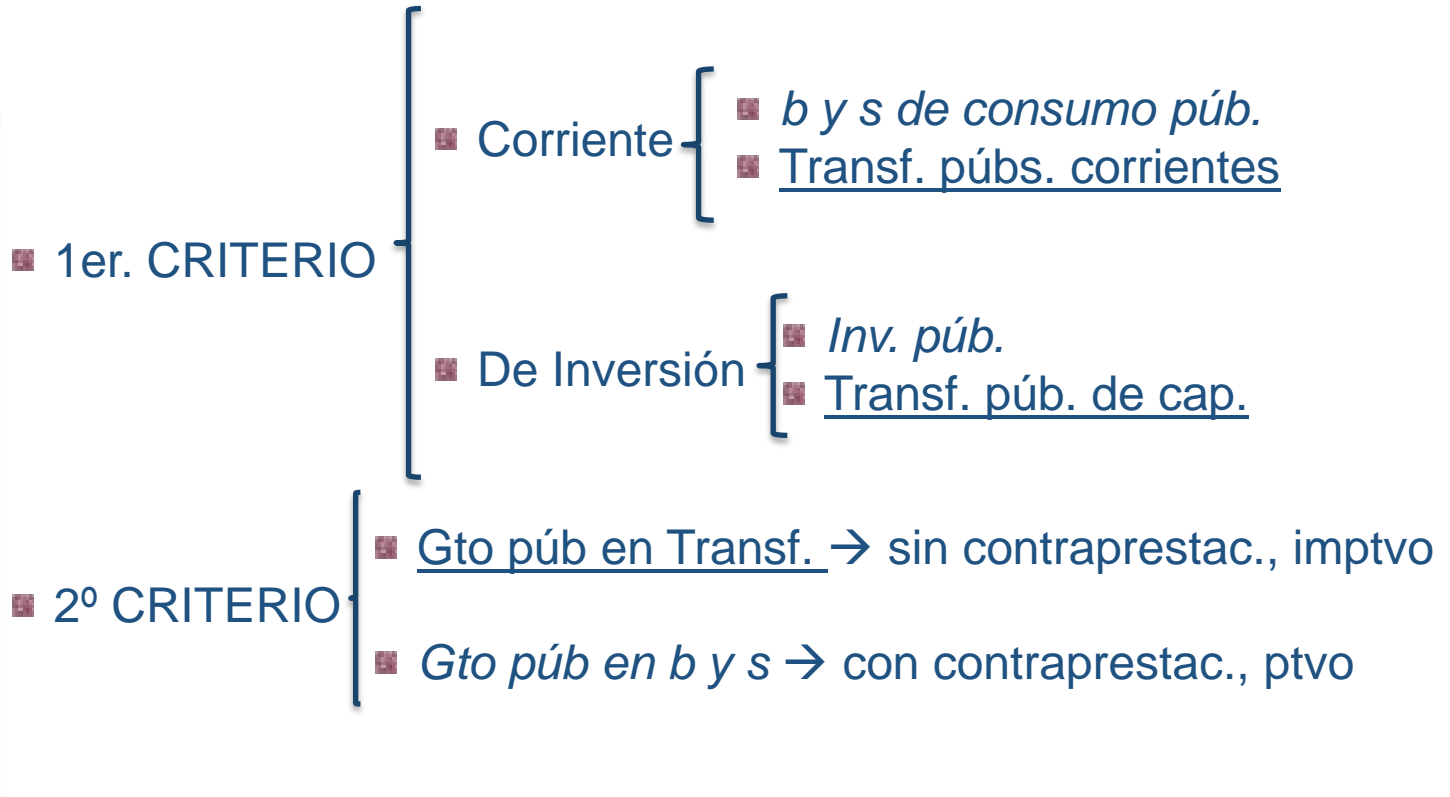 1er. CRITERIO
Corriente
b y s de consumo púb.
Transf. púbs. corrientes
De Inversión
Inv. púb.
Transf. púb. de cap.
2º CRITERIO
Gto púb en Transf. → sin contraprestac., imptvo
Gto púb en b y s → con contraprestac., ptvo